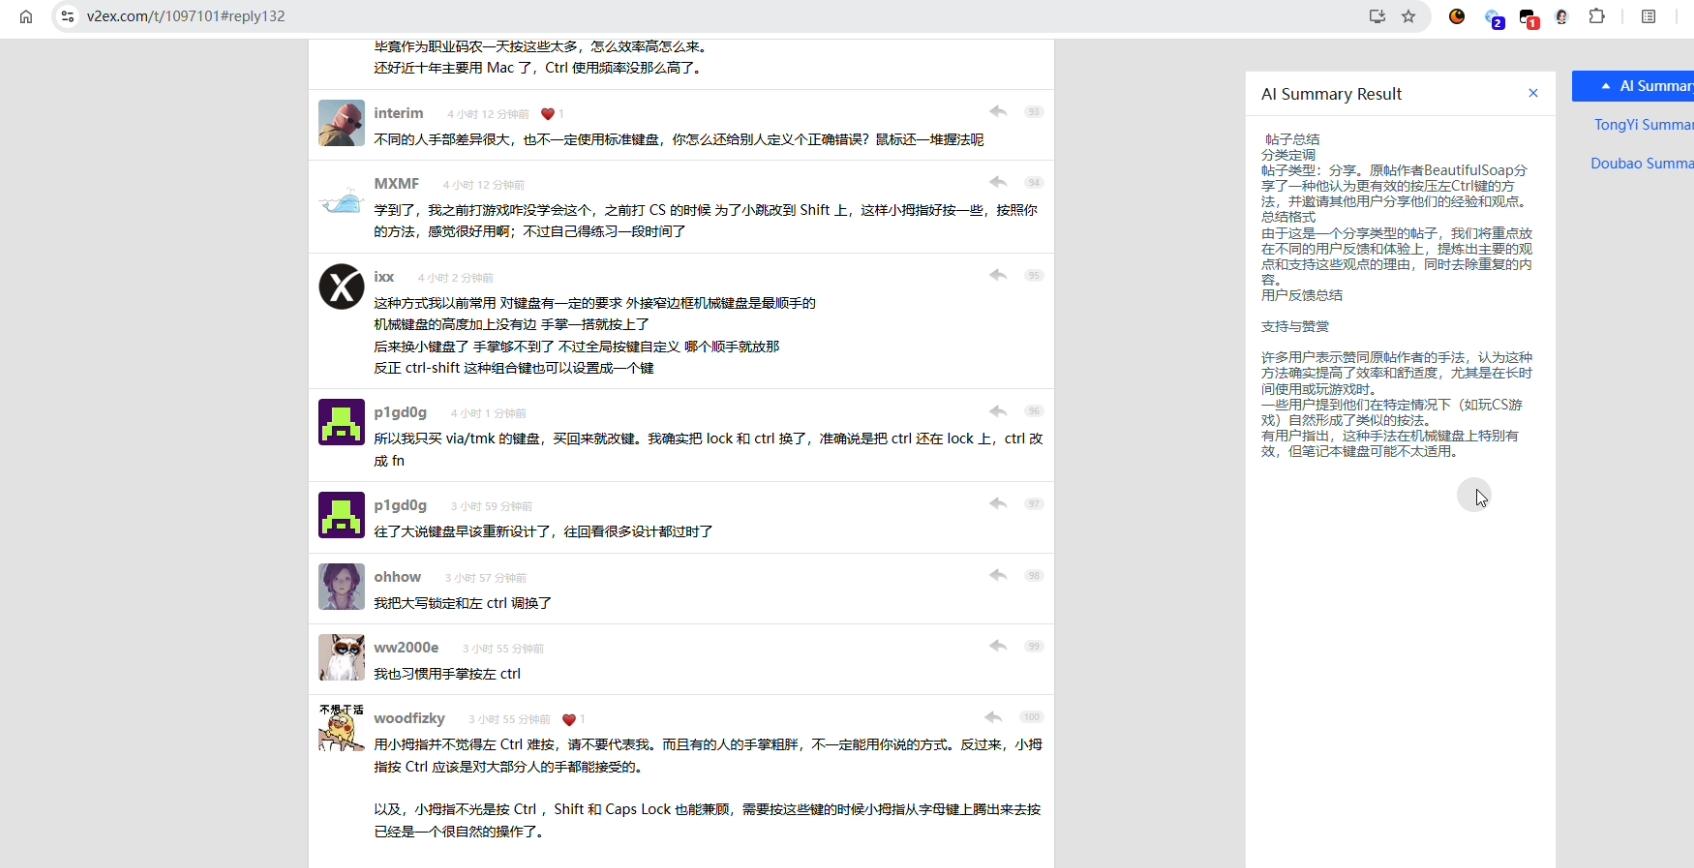 v2ex.com/t/1097101#reply132
2
1
毕竟作为职业码农一天按这些太多，怎么效率高怎么来。
还好近十年主要用 Mac 了，Ctrl 使用频率没那么高了。
interim 4 小时 12 分钟前 1 93
不同的人手部差异很大，也不一定使用标准键盘，你怎么还给别人定义个正确错误？鼠标还一堆握法呢
MXMF 4 小时 12 分钟前 94
学到了，我之前打游戏咋没学会这个，之前打 CS 的时候 为了小跳改到 Shift 上，这样小拇指好按一些，按照你
的方法，感觉很好用啊；不过自己得练习一段时间了
ixx 4 小时 2 分钟前 95
这种方式我以前常用 对键盘有一定的要求 外接窄边框机械键盘是最顺手的
机械键盘的高度加上没有边 手掌一搭就按上了
后来换小键盘了 手掌够不到了 不过全局按键自定义 哪个顺手就放那
反正 ctrl-shift 这种组合键也可以设置成一个键
p1gd0g 4 小时 1 分钟前 96
所以我只买 via/tmk 的键盘，买回来就改键。我确实把 lock 和 ctrl 换了，准确说是把 ctrl 还在 lock 上，ctrl 改
成 fn
p1gd0g 3 小时 59 分钟前 97
往了大说键盘早该重新设计了，往回看很多设计都过时了
ohhow 3 小时 57 分钟前 98
我把大写锁定和左 ctrl 调换了
ww2000e 3 小时 55 分钟前 99
我也习惯用手掌按左 ctrl
不想干活
woodfizky 3 小时 55 分钟前 1 100
用小拇指并不觉得左 Ctrl 难按，请不要代表我。而且有的人的手掌粗胖，不一定能用你说的方式。反过来，小拇
指按 Ctrl 应该是对大部分人的手都能接受的。
以及，小拇指不光是按 Ctrl ，Shift 和 Caps Lock 也能兼顾，需要按这些键的时候小拇指从字母键上腾出来去按
已经是一个很自然的操作了。
AI Summary Result
帖子总结
分类定调
帖子类型：分享。原帖作者BeautifulSoap分
享了一种他认为更有效的按压左Ctrl键的方
法，并邀请其他用户分享他们的经验和观点。
总结格式
由于这是一个分享类型的帖子，我们将重点放
在不同的用户反馈和体验上，提炼出主要的观
点和支持这些观点的理由，同时去除重复的内
容。
用户反馈总结
支持与赞赏
许多用户表示赞同原帖作者的手法，认为这种
方法确实提高了效率和舒适度，尤其是在长时
间使用或玩游戏时。
一些用户提到他们在特定情况下（如玩CS游
戏）自然形成了类似的按法。
有用户指出，这种手法在机械键盘上特别有
效，但笔记本键盘可能不太适用。
AI Summary
TongYi Summar
Doubao Summa